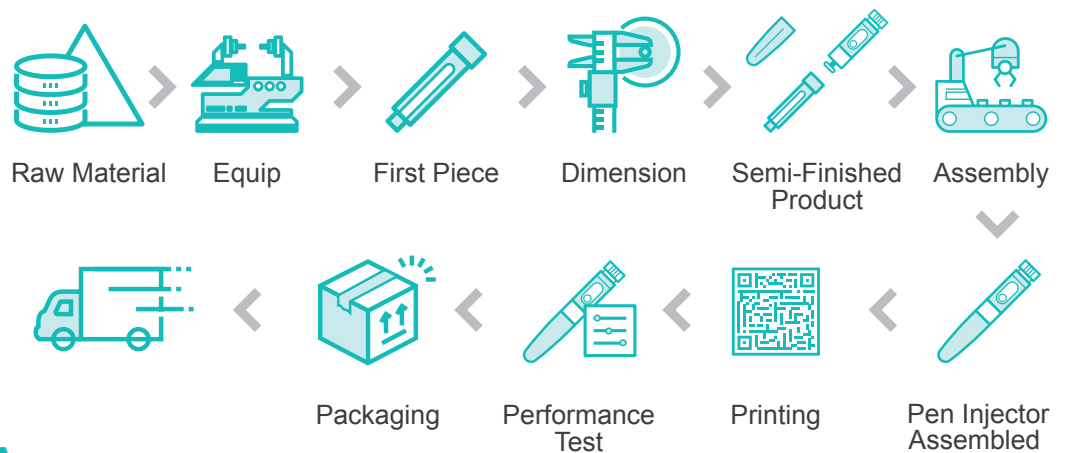 Raw Material
Equip
First Piece
Dimension
Semi-Finished
Product
Assembly
Packaging
Performance
Test
Printing
Pen Injector
Assembled